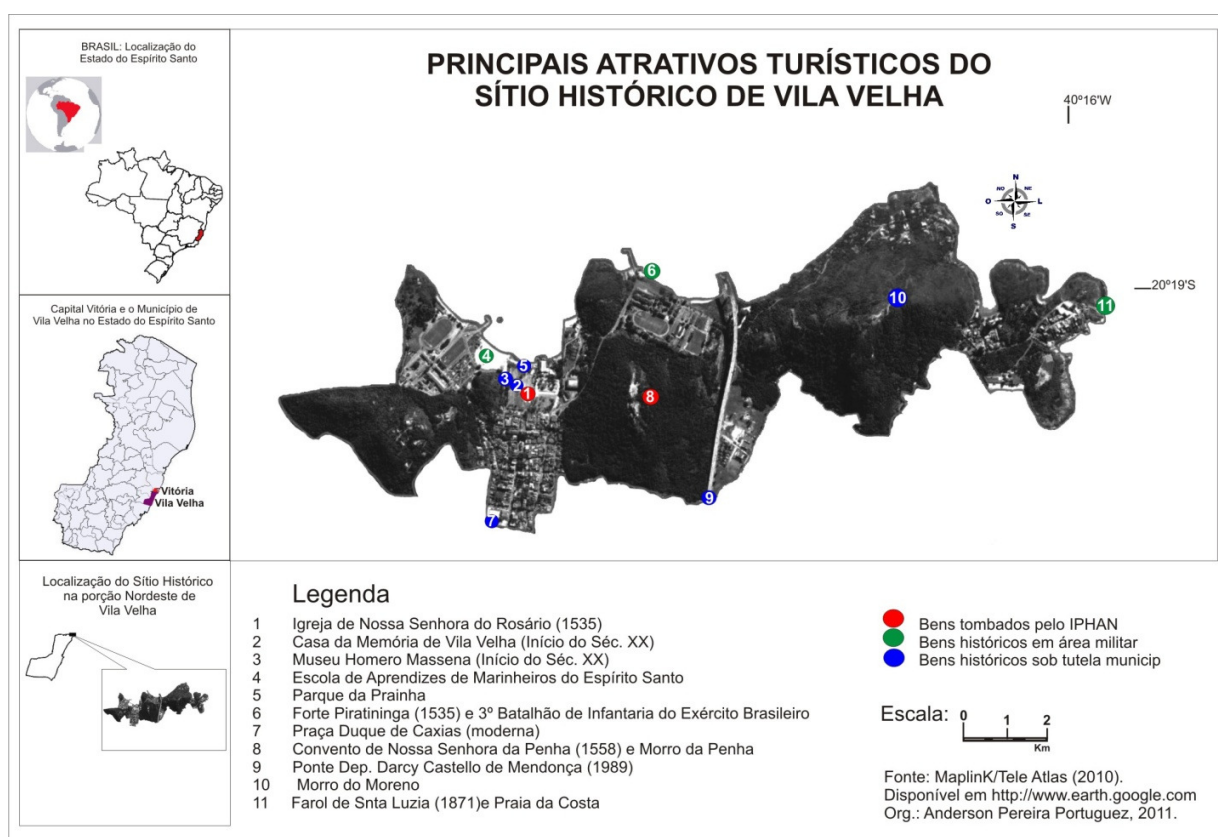 BRASIL: Localização do
Estado do Espírito Santo
PRINCIPAIS ATRATIVOS TURÍSTICOS DO
SÍTIO HISTÓRICO DE VILA VELHA
40º16'W
N
NO
NE
O
L
SO
SE
S
20º19'S
6
10
11
4
5
3
2
1
8
9
7
Capital Vitória e o Município de
Vila Velha no Estado do Espírito Santo
Vitória
Vila Velha
Localização do Sítio Histórico
na porção Nordeste de
Vila Velha
Legenda
1 Igreja de Nossa Senhora do Rosário (1535)
2 Casa da Memória de Vila Velha (Início do Séc. XX)
3 Museu Homero Massena (Início do Séc. XX)
4 Escola de Aprendizes de Marinheiros do Espírito Santo
5 Parque da Prainha
6 Forte Piratininga (1535) e 3º Batalhão de Infantaria do Exército Brasileiro
7 Praça Duque de Caxias (moderna)
8 Convento de Nossa Senhora da Penha (1558) e Morro da Penha
9 Ponte Dep. Darcy Castello de Mendonça (1989)
10 Morro do Moreno
11 Farol de Snta Luzia (1871)e Praia da Costa
Bens tombados pelo IPHAN
Bens históricos em área militar
Bens históricos sob tutela municip
Escala: 0 1 2
Km
Fonte: MaplinK/Tele Atlas (2010).
Disponível em http://www.earth.google.com
Org.: Anderson Pereira Portuguez, 2011.